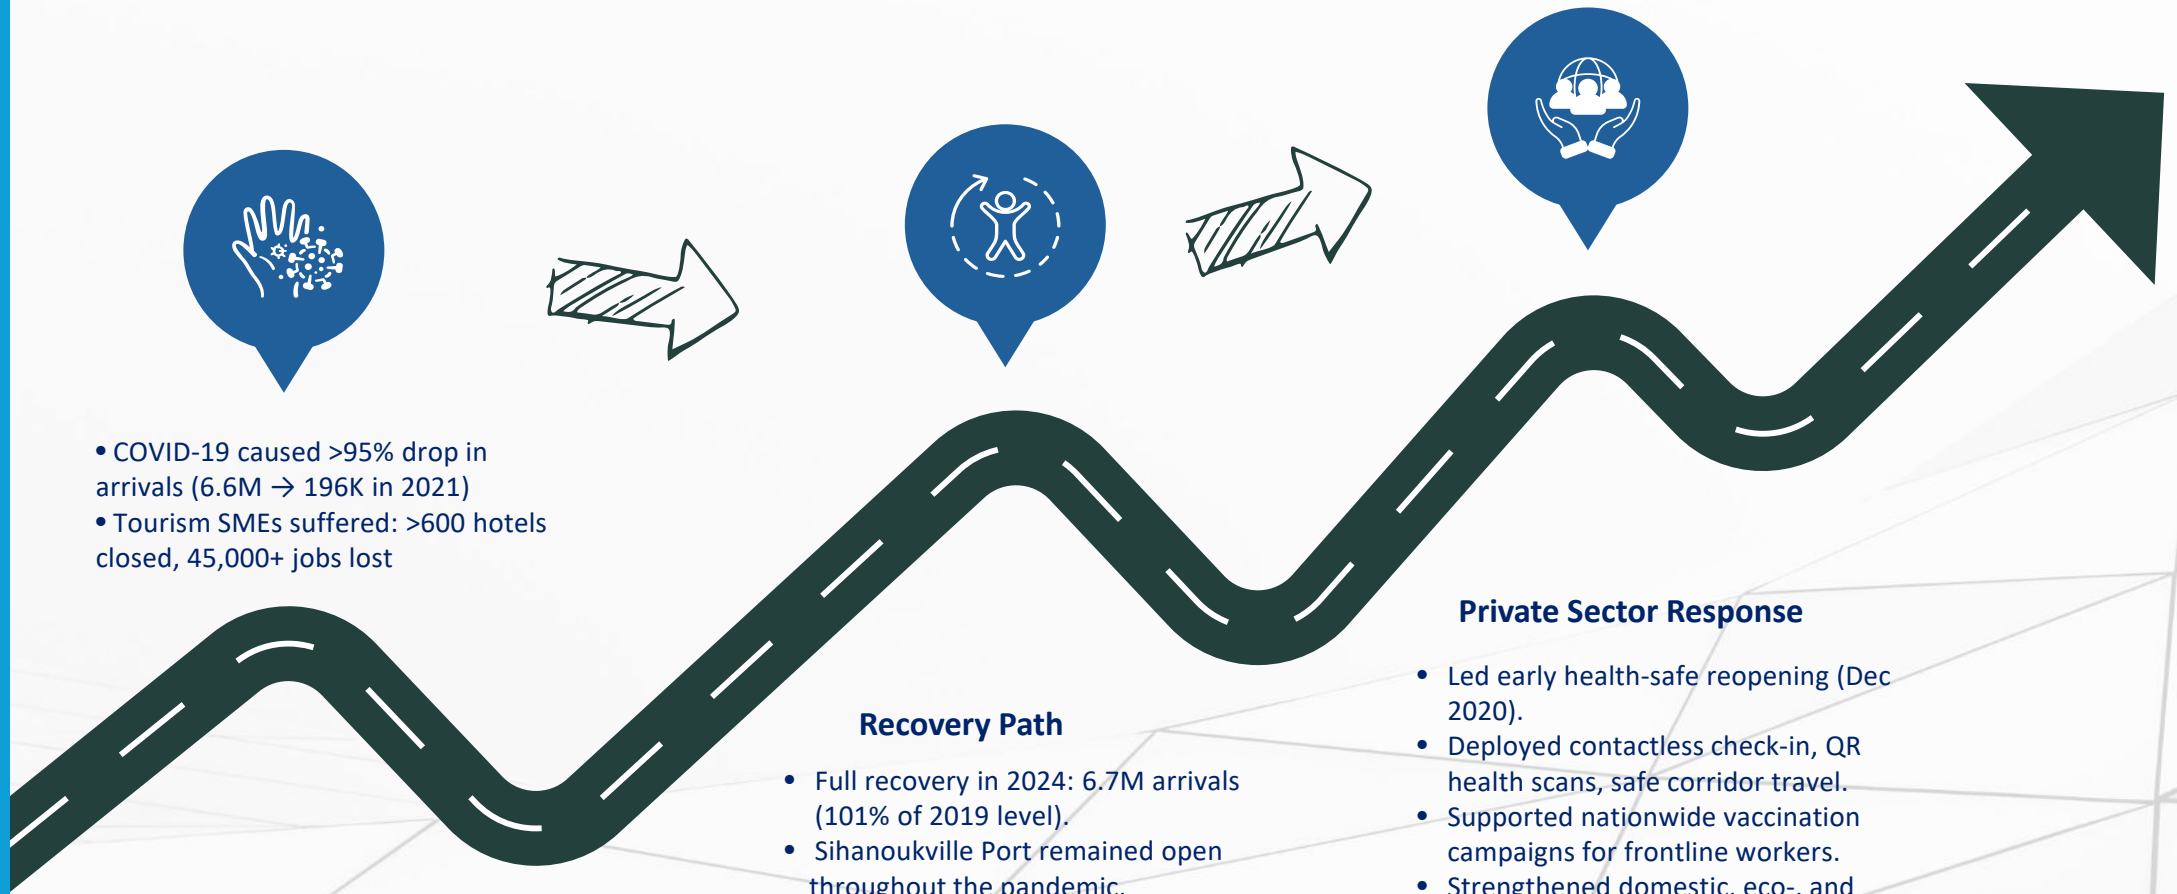 • COVID-19 caused >95% drop in
arrivals (6.6M → 196K in 2021)
• Tourism SMEs suffered: >600 hotels
closed, 45,000+ jobs lost
Recovery Path
• Full recovery in 2024: 6.7M arrivals
(101% of 2019 level).
• Sihanoukville Port remained open
throughout the pandemic.
Private Sector Response
• Led early health-safe reopening (Dec
2020).
• Deployed contactless check-in, QR
health scans, safe corridor travel.
• Supported nationwide vaccination
campaigns for frontline workers.
• Strengthened domestic, eco-, and